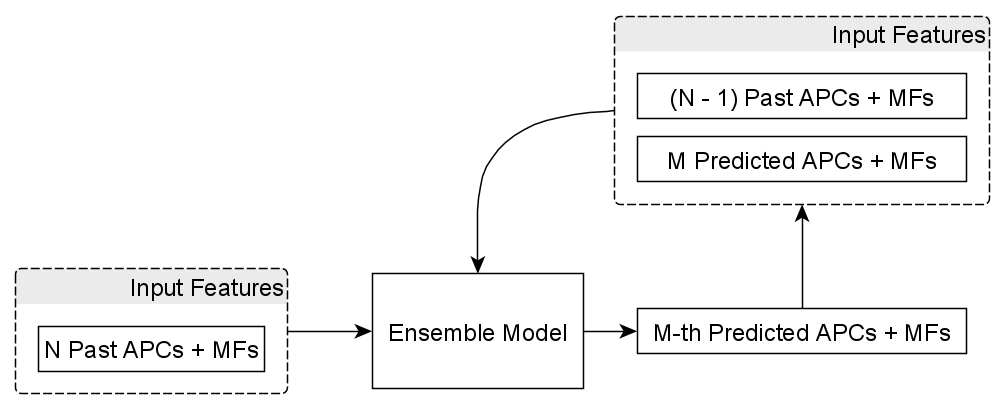 Input Features
(N - 1) Past APCs + MFs
M Predicted APCs + MFs
Input Features
N Past APCs + MFs
Ensemble Model
M-th Predicted APCs + MFs